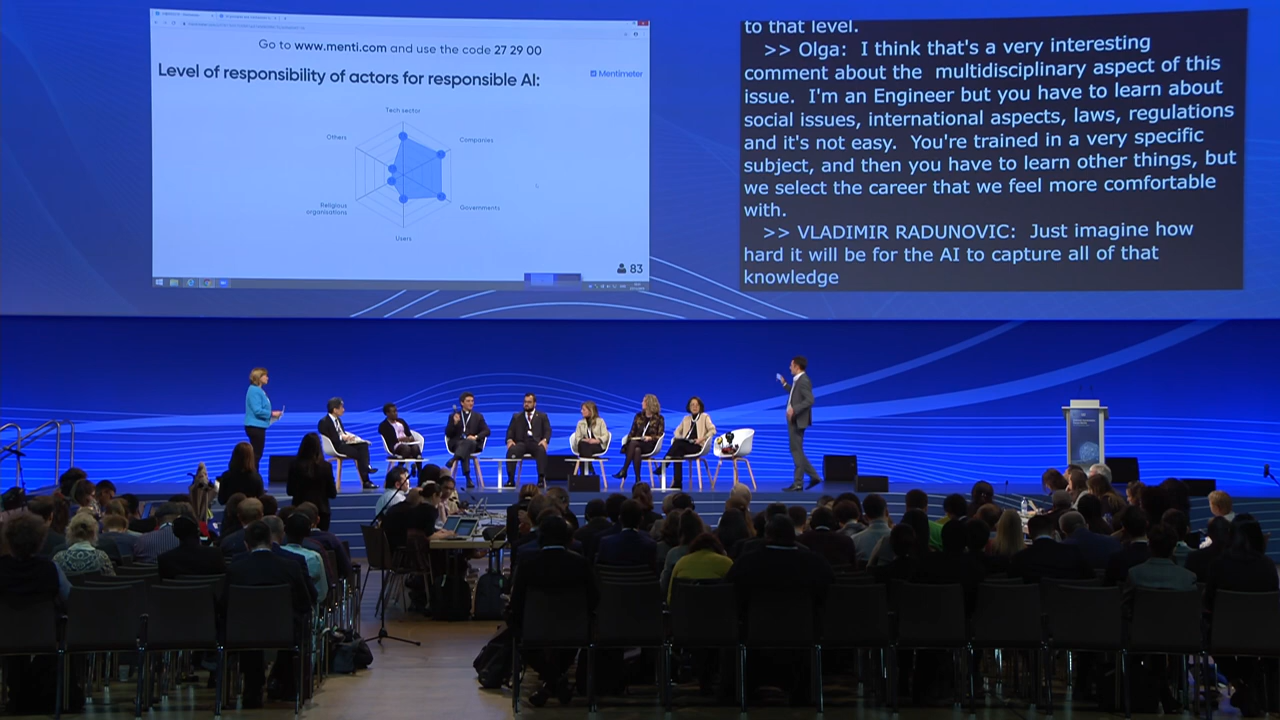 Go to www.menti.com and use the code 27 29 00
Level of responsibility of actors for responsible AI:
Mentimeter
Tech sector
Others
Companies
Religious
organisations
Governments
Users
83
to that level.
>> Olga: I think that's a very interesting
comment about the multidisciplinary aspect of this
issue. I'm an Engineer but you have to learn about
social issues, international aspects, laws, regulations
and it's not easy. You're trained in a very specific
subject, and then you have to learn other things, but
we select the career that we feel more comfortable
with.
>> VLADIMIR RADUNOVIC: Just imagine how
hard it will be for the AI to capture all of that
knowledge